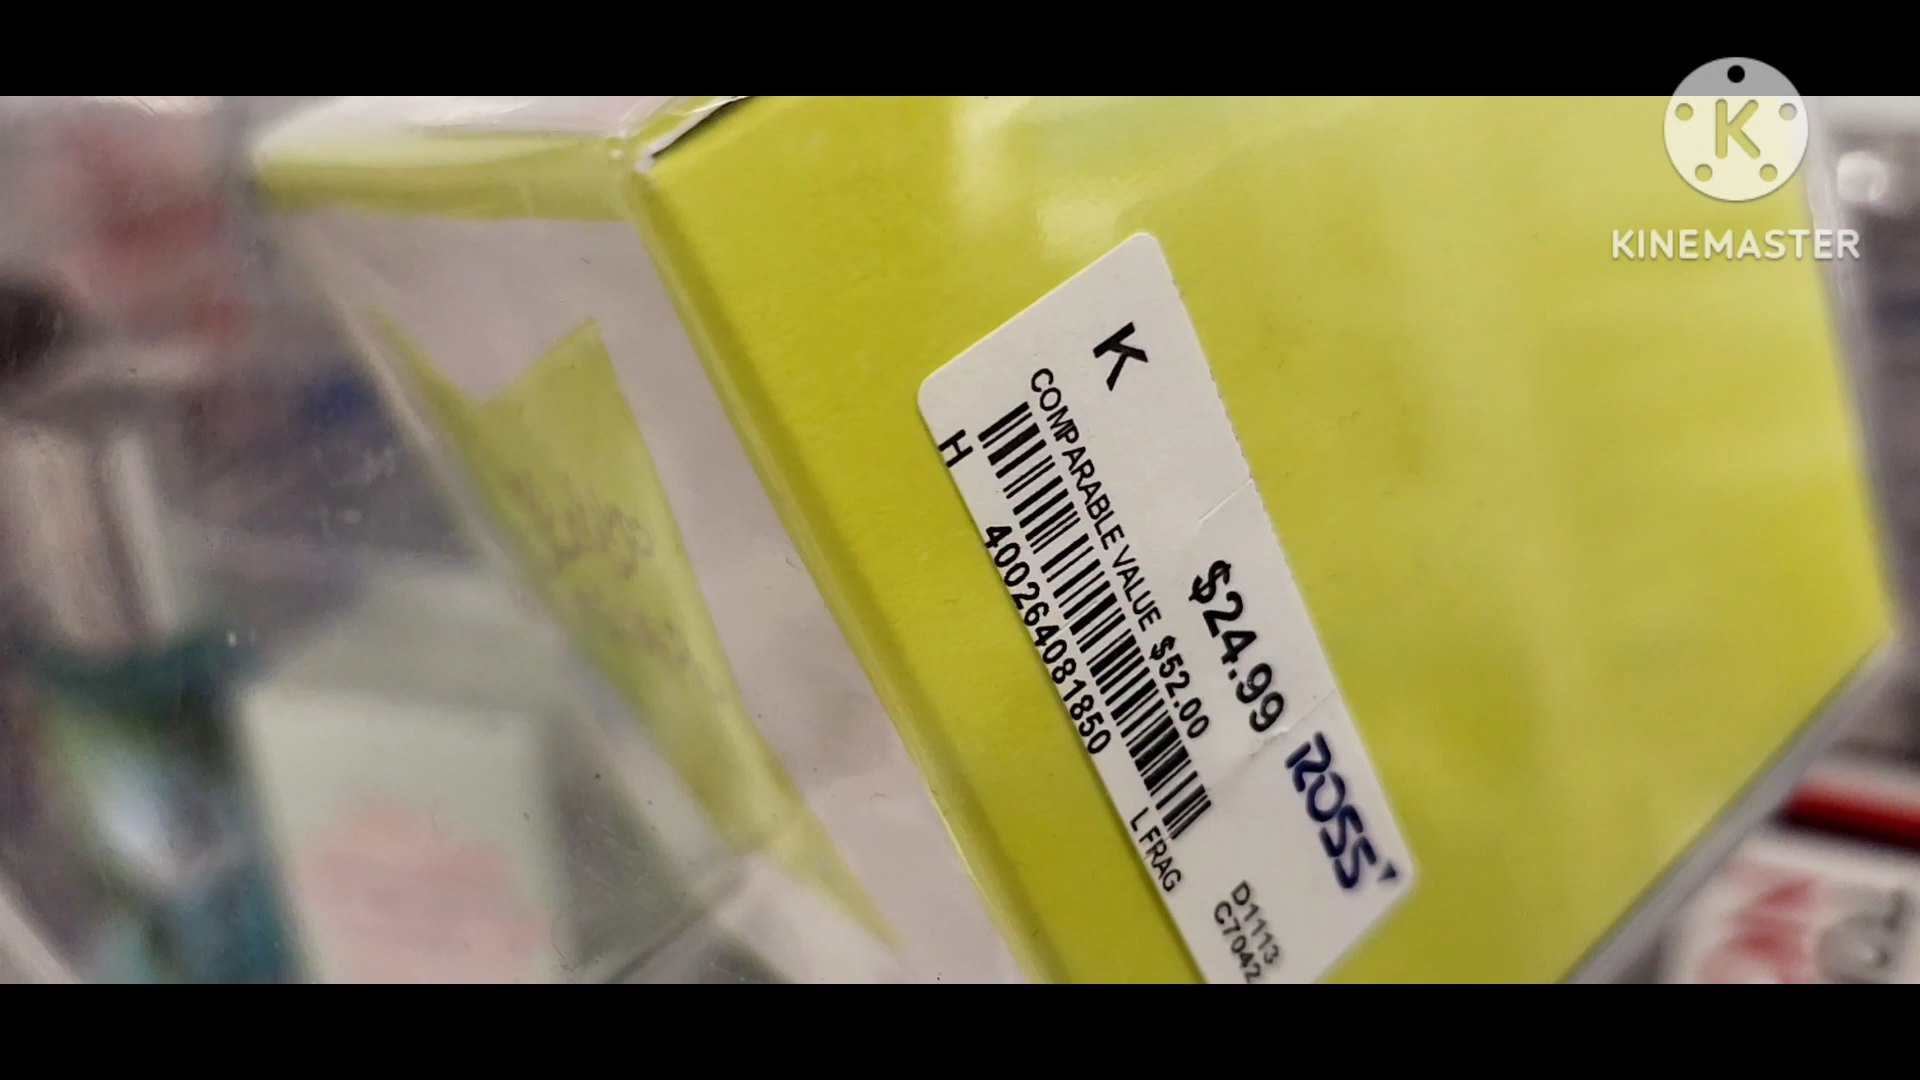 K
KINEMASTER
K
$24.99
ROSS
COMPARABLE VALUE $52.00
H
400264081850
L FRAG
D1113
C7042